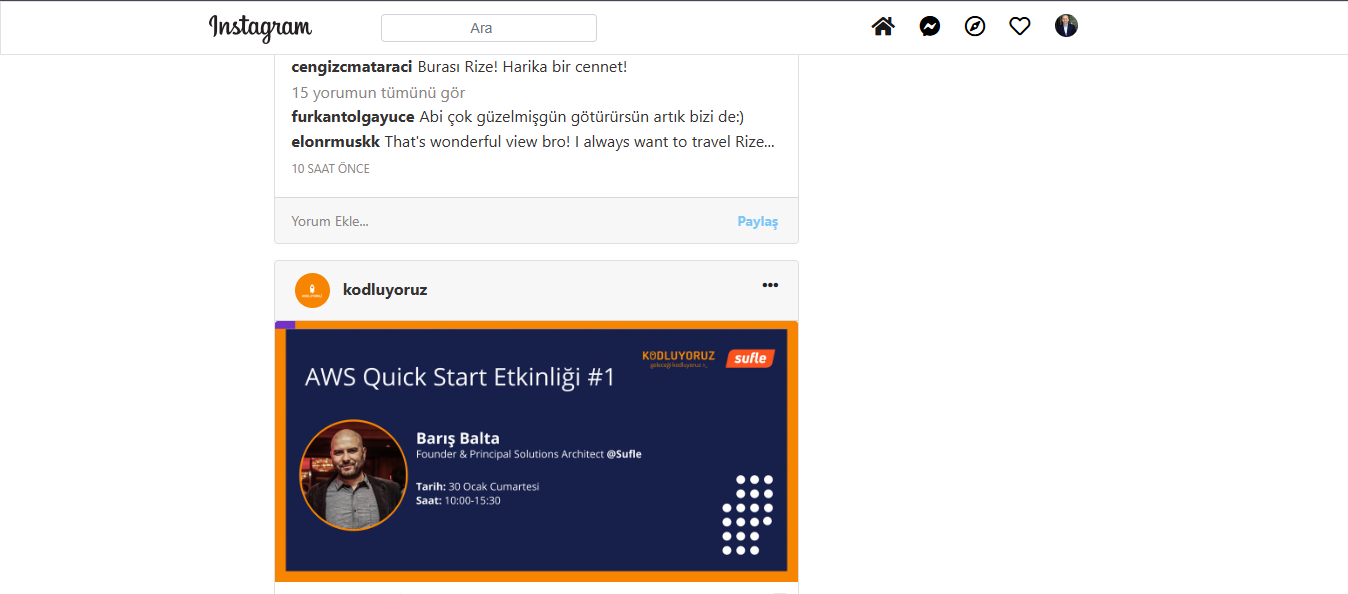 Instagram
Ara
cengizcmataraci Burası Rize! Harika bir cennet!
15 yorumun tümünü gör
furkantolgayuce Abi çok güzelmişgün götürürsün artık bizi de:)
elonrmuskk That's wonderful view bro! I always want to travel Rize...
10 SAAT ÖNCE
Yorum Ekle...
Paylaş
kodluyoruz
KODLUYORUZ
geleceği kodluyoruz
sufle
AWS Quick Start Etkinliği #1
Barış Balta
Founder & Principal Solutions Architect @Sufle
Tarih: 30 Ocak Cumartesi
Saat: 10:00-15:30